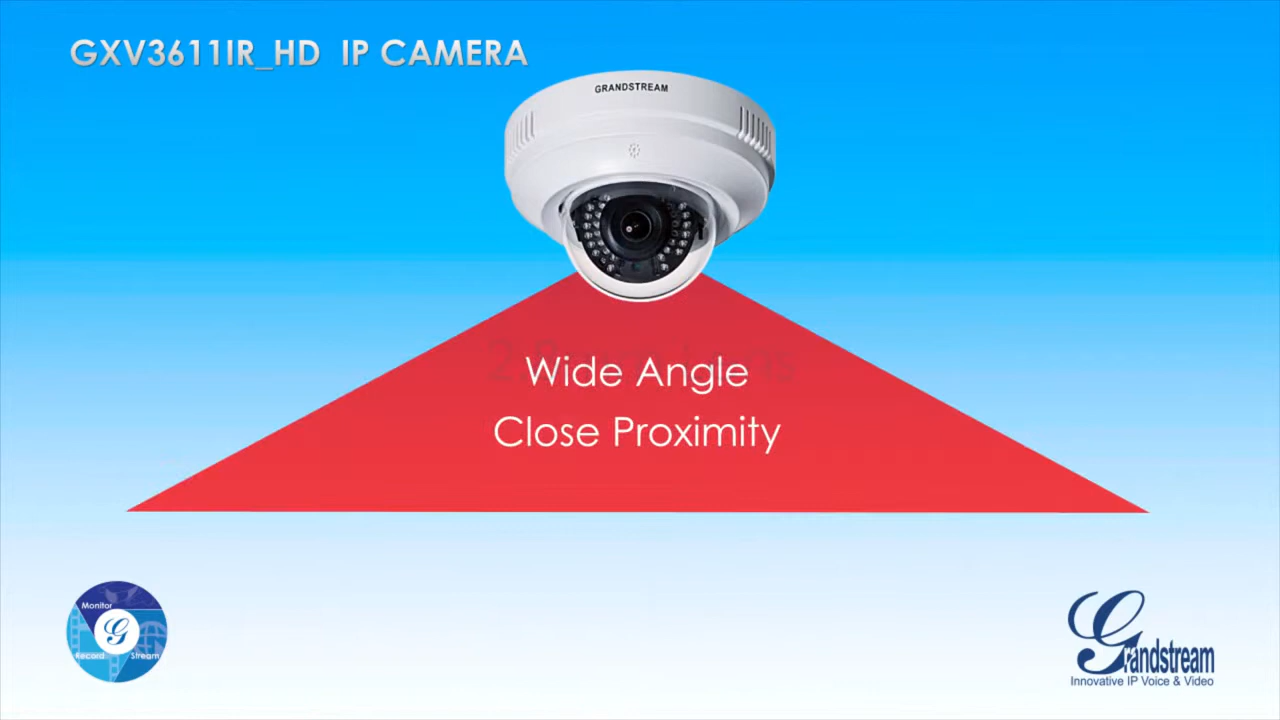 GXV3611IR_HD IP CAMERA
GRANDSTREAM
Wide Angle
Close Proximity
Monitor
Record
Stream
Grandstream
Innovative IP Voice & Video